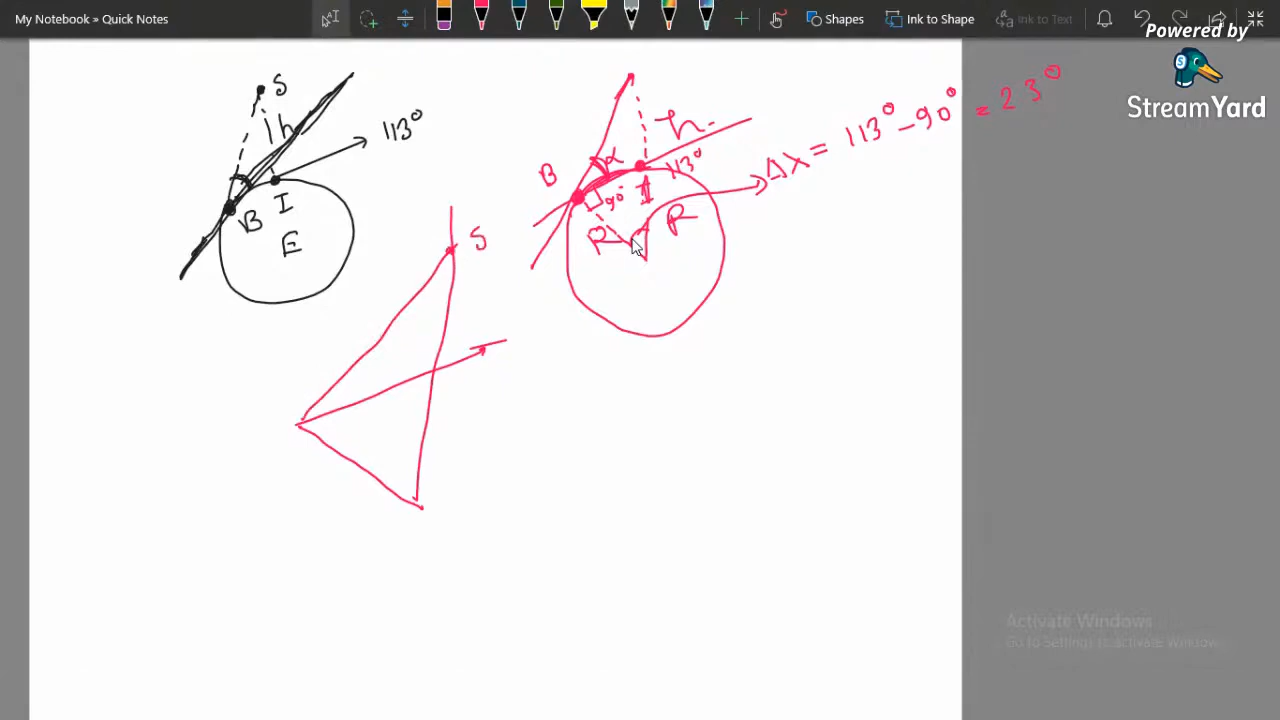 My Notebook » Quick Notes
Shapes
Ink to Shape
Ink to Text
Powered by
StreamYard
S
h
113°
B
I
E
S
B
α
h
113°
90°
I
R
R
Δλ = 113° - 90° = 23°
Activate Windows
Go to Settings to activate Windows